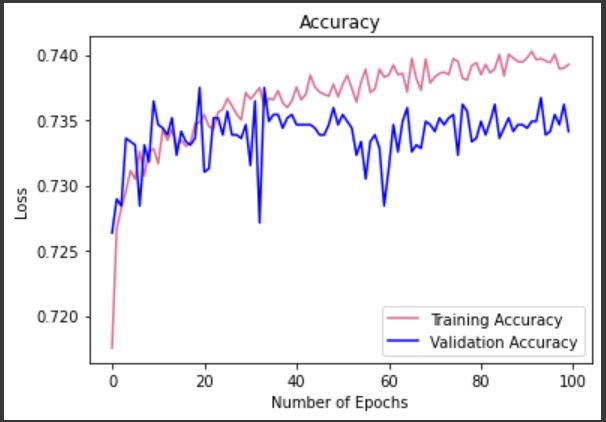 Accuracy
0.740
0.735
0.730
0.725
0.720
Loss
0
20
40
60
80
100
Number of Epochs
Training Accuracy
Validation Accuracy